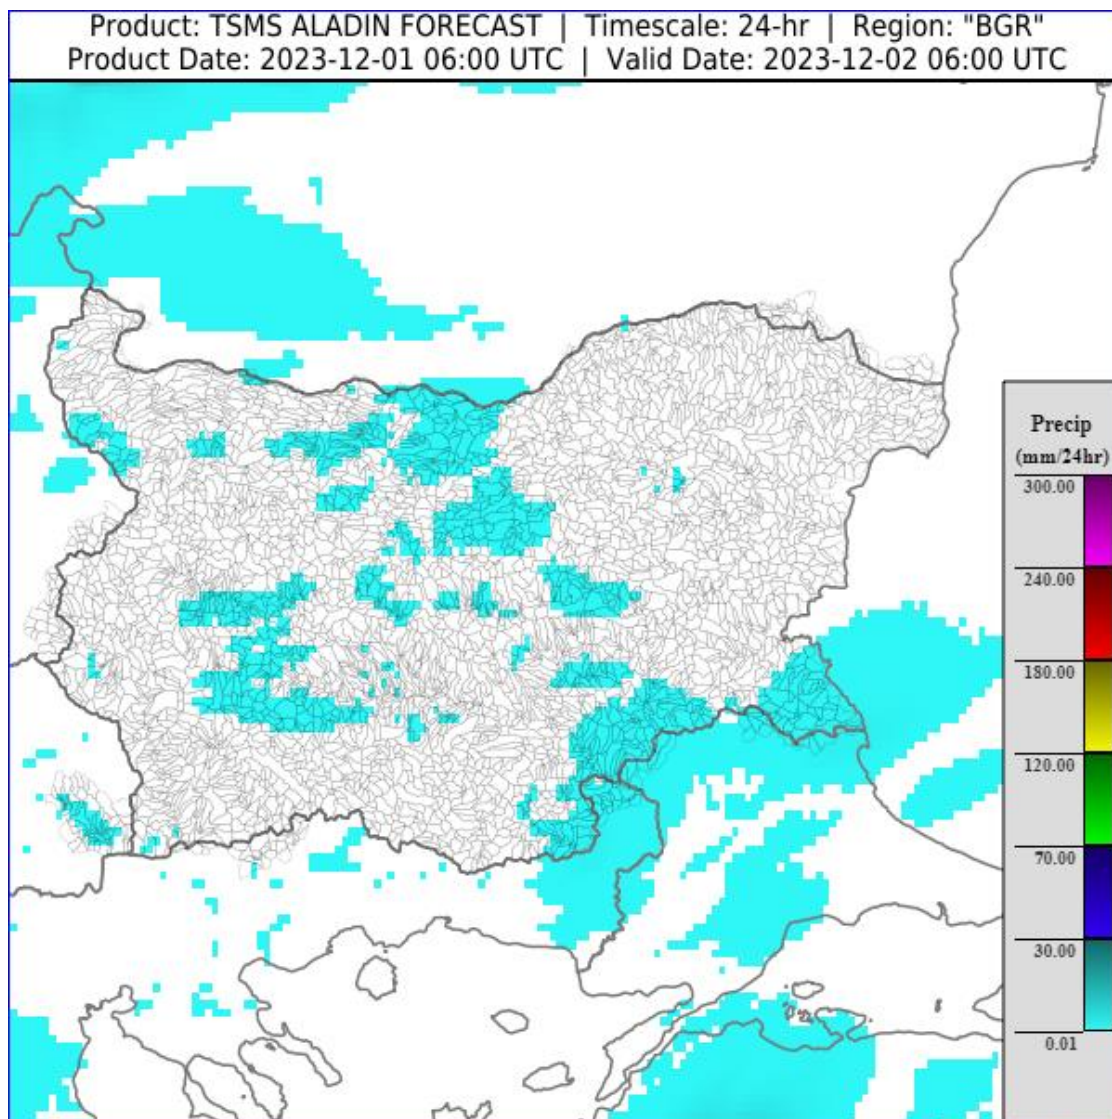 Product: TSMS ALADIN FORECAST | Timescale: 24-hr | Region: "BGR"
Product Date: 2023-12-01 06:00 UTC | Valid Date: 2023-12-02 06:00 UTC
Precip
(mm/24hr)
300.00
240.00
180.00
120.00
70.00
30.00
0.01